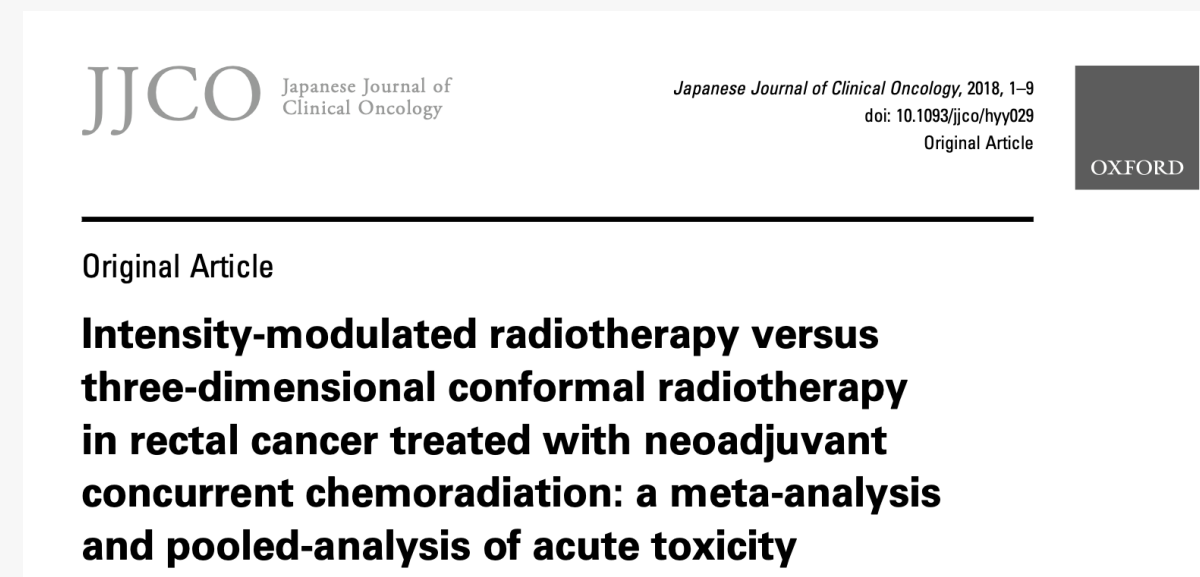 JJCO
Japanese Journal of
Clinical Oncology
Japanese Journal of Clinical Oncology, 2018, 1–9
doi: 10.1093/jjco/hyy029
Original Article
OXFORD
Original Article
Intensity-modulated radiotherapy versus
three-dimensional conformal radiotherapy
in rectal cancer treated with neoadjuvant
concurrent chemoradiation: a meta-analysis
and pooled-analysis of acute toxicity